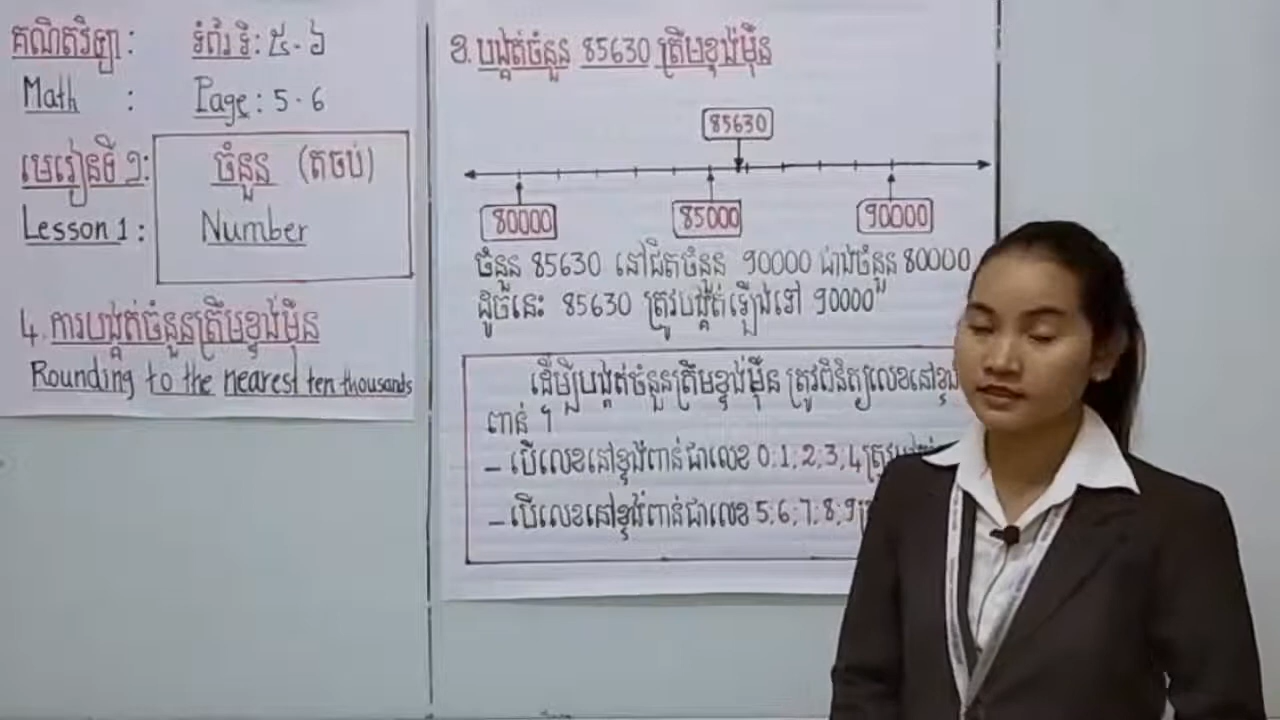 គណិតវិទ្យា : ទំព័រទី: ៥-៦
Math : Page: 5-6
មេរៀនទី ១: ចំនួន (តចប់)
Lesson 1: Number
4. ការបង្គត់ចំនួនត្រឹមខ្ទង់ម៉ឺន
Rounding to the nearest ten thousands
ខ. បង្គត់ចំនួន 85630 ត្រឹមខ្ទង់ម៉ឺន
85630
80000 85000 90000
ចំនួន 85630 នៅជិតចំនួន 90000 ជាងចំនួន 80000
ដូចនេះ 85630 ត្រូវបង្គត់ឡើងទៅ 90000
ដើម្បីបង្គត់ចំនួនត្រឹមខ្ទង់ម៉ឺន ត្រូវពិនិត្យលេខនៅខ្ទង់
ពាន់ ។
- បើលេខនៅខ្ទង់ពាន់ជាលេខ 0;1;2;3;4 ត្រូវ
- បើលេខនៅខ្ទង់ពាន់ជាលេខ 5;6;7;8;9